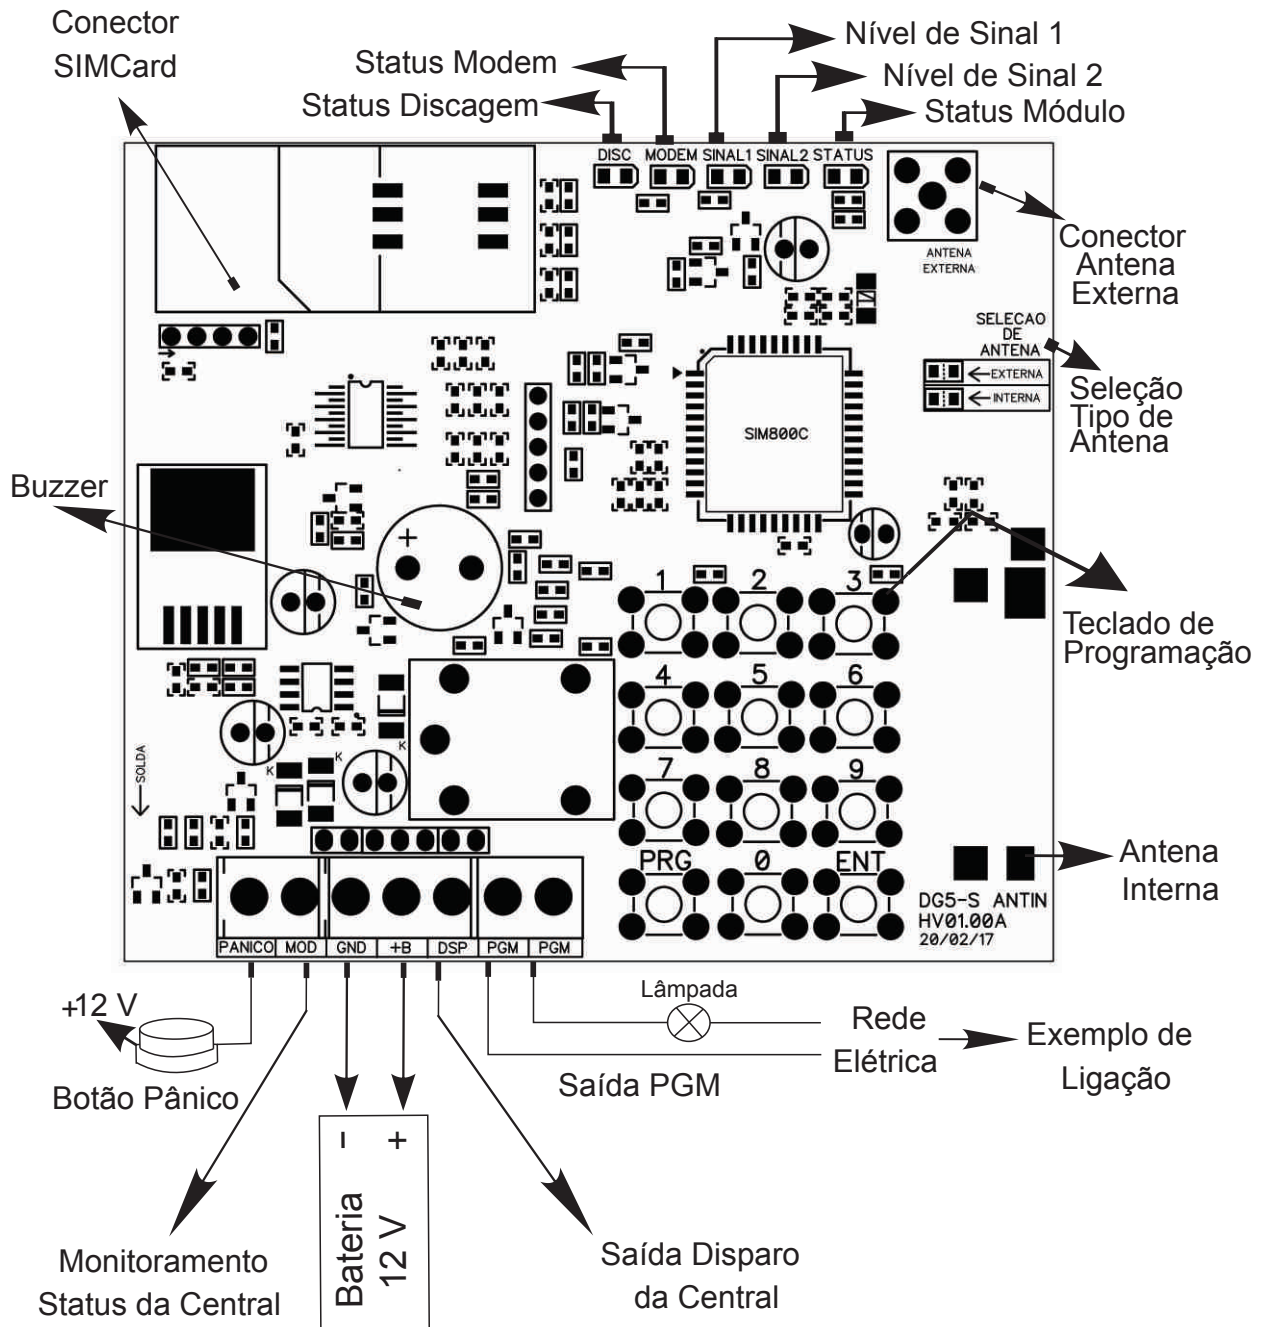 Conector
SIMCard
Status Modem
Status Discagem
Nível de Sinal 1
Nível de Sinal 2
Status Módulo
DISC
MODEM
SINAL1
SINAL2
STATUS
ANTENA
EXTERNA
Conector
Antena
Externa
SELECAO
DE
ANTENA
EXTERNA
INTERNA
Seleção
Tipo de
Antena
SIM800C
Buzzer
+
1
2
3
Teclado de
Programação
4
5
6
K
K
K
SOLDA
7
8
9
PRG
0
ENT
Antena
Interna
DG5-S ANTIN
HV01.00A
20/02/17
PANICO
MOD
GND
+B
DSP
PGM
PGM
+12 V
Botão Pânico
Lâmpada
Rede
Elétrica
Saída PGM
Exemplo de
Ligação
- +
Bateria
12 V
Monitoramento
Status da Central
Saída Disparo
da Central